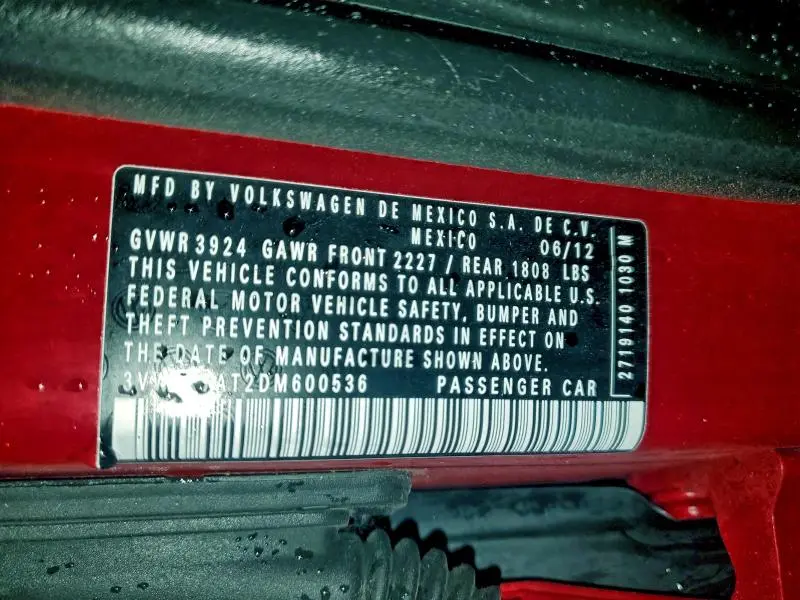 MFD BY VOLKSWAGEN DE MEXICO S.A. DE C.V.
MEXICO 06/12
GVWR 3924 GAWR FRONT 2227 / REAR 1808 LBS
THIS VEHICLE CONFORMS TO ALL APPLICABLE U.S.
FEDERAL MOTOR VEHICLE SAFETY, BUMPER AND
THEFT PREVENTION STANDARDS IN EFFECT ON
THE DATE OF MANUFACTURE SHOWN ABOVE.
PASSENGER CAR
2719140 1030 M